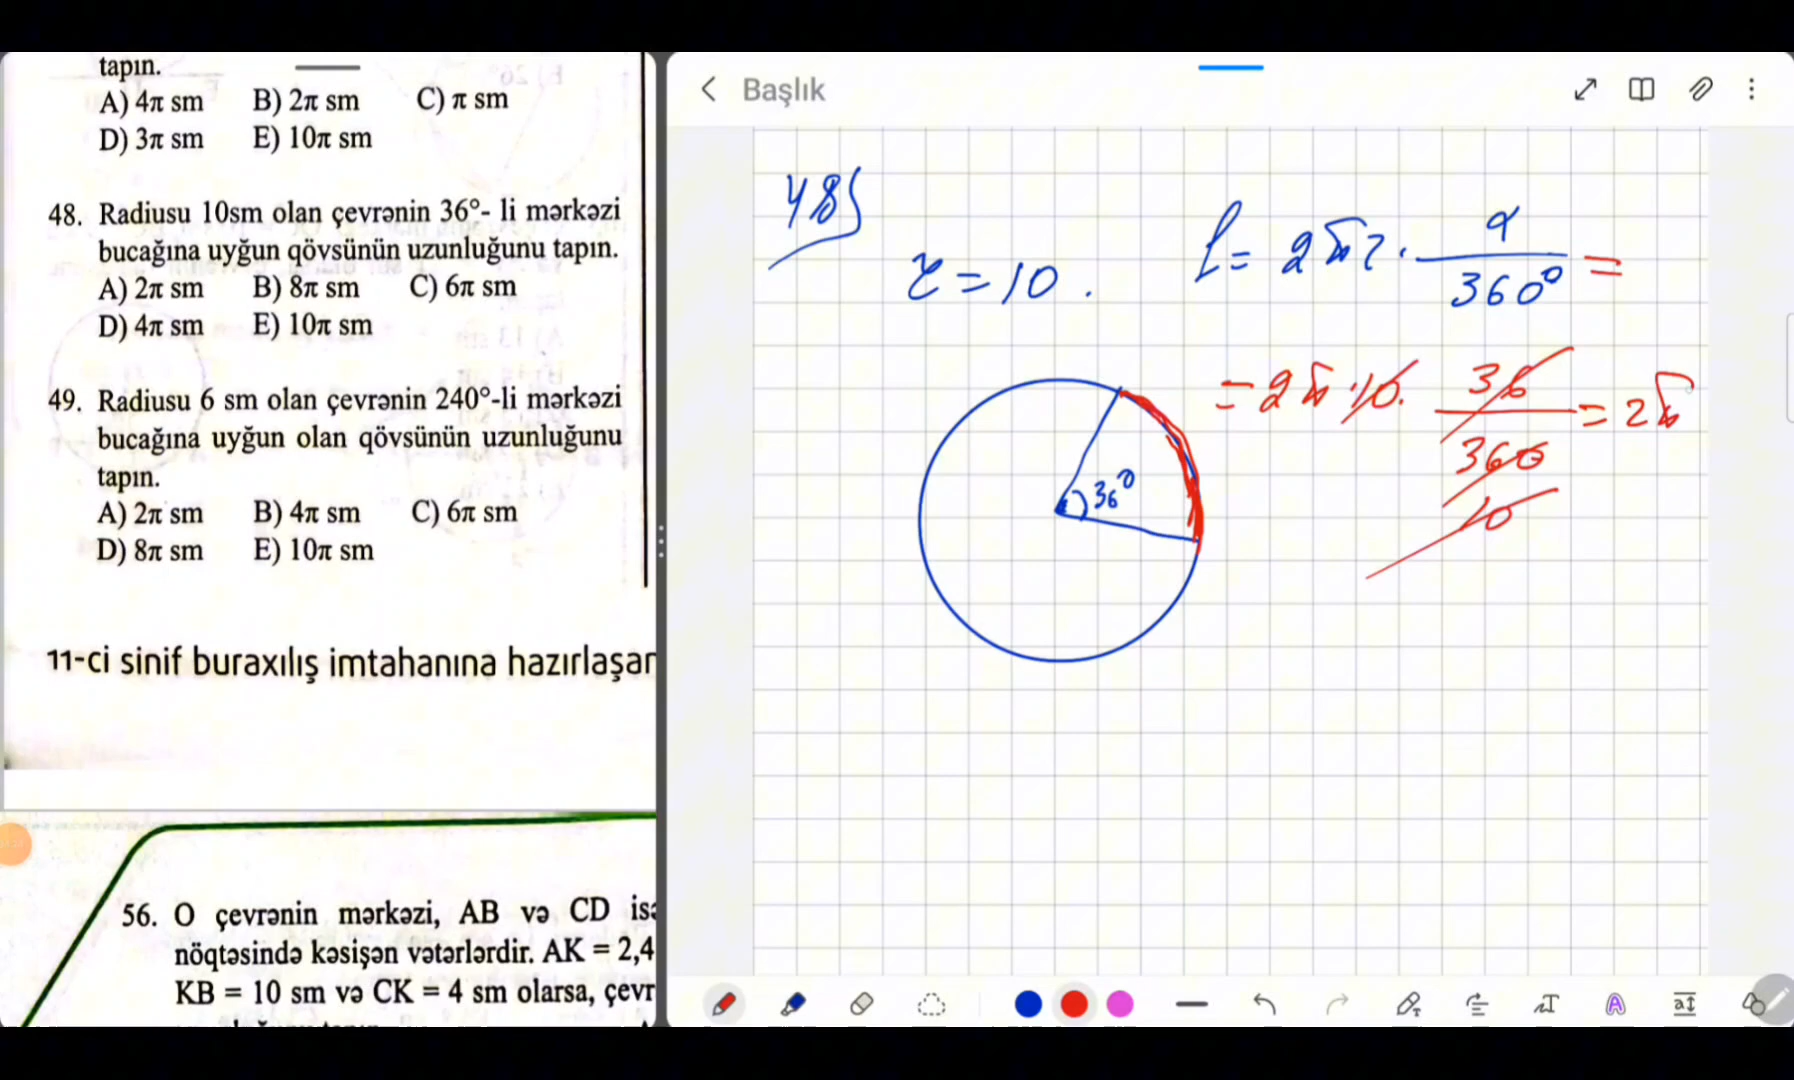 tapın.
A) 4π sm B) 2π sm C) π sm
D) 3π sm E) 10π sm
48. Radiusu 10sm olan çevrənin 36°- li mərkəzi
bucağına uyğun qövsünün uzunluğunu tapın.
A) 2π sm B) 8π sm C) 6π sm
D) 4π sm E) 10π sm
49. Radiusu 6 sm olan çevrənin 240°-li mərkəzi
bucağına uyğun olan qövsünün uzunluğunu
tapın.
A) 2π sm B) 4π sm C) 6π sm
D) 8π sm E) 10π sm
11-ci sinif buraxılış imtahanına hazırlaşan
56. O çevrənin mərkəzi, AB və CD isə
nöqtəsində kəsişən vətərlərdir. AK = 2,4
KB = 10 sm və CK = 4 sm olarsa, çevr
Başlık
48)
r = 10.
l = 2πr · α/360° =
= 2π·10· 36/360 = 2π
10
36°